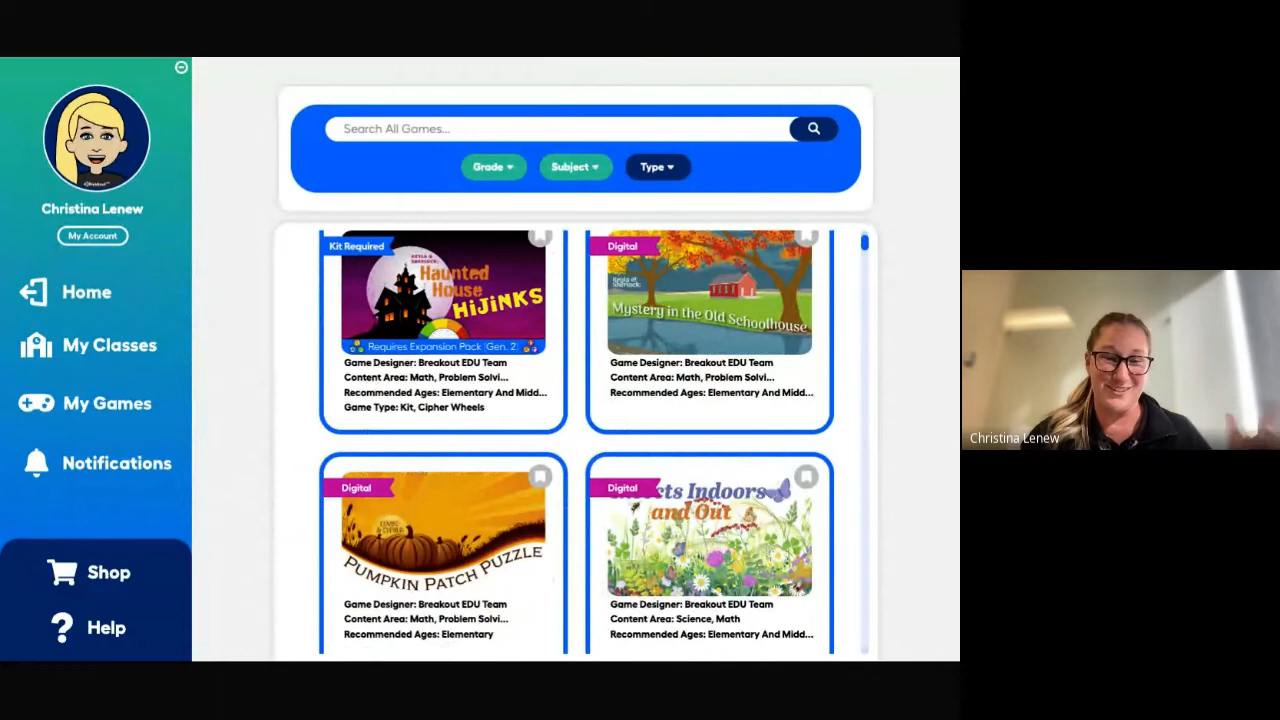 Christina Lenew
My Account
Home
My Classes
My Games
Notifications
Shop
Help
Search All Games...
Grade
Subject
Type
Kit Required
Haunted
House
HiJiNKS
Requires Expansion Pack (Gen. 2)
Game Designer: Breakout EDU Team
Content Area: Math, Problem Solvi...
Recommended Ages: Elementary And Midd...
Game Type: Kit, Cipher Wheels
Digital
Mystery in the Old Schoolhouse
Game Designer: Breakout EDU Team
Content Area: Math, Problem Solvi...
Recommended Ages: Elementary And Midd...
Digital
PUMPKIN PATCH PUZZLE
Game Designer: Breakout EDU Team
Content Area: Math, Problem Solvi...
Recommended Ages: Elementary
Digital
Indoors
and Out
Game Designer: Breakout EDU Team
Content Area: Science, Math
Recommended Ages: Elementary And Midd...
Christina Lenew